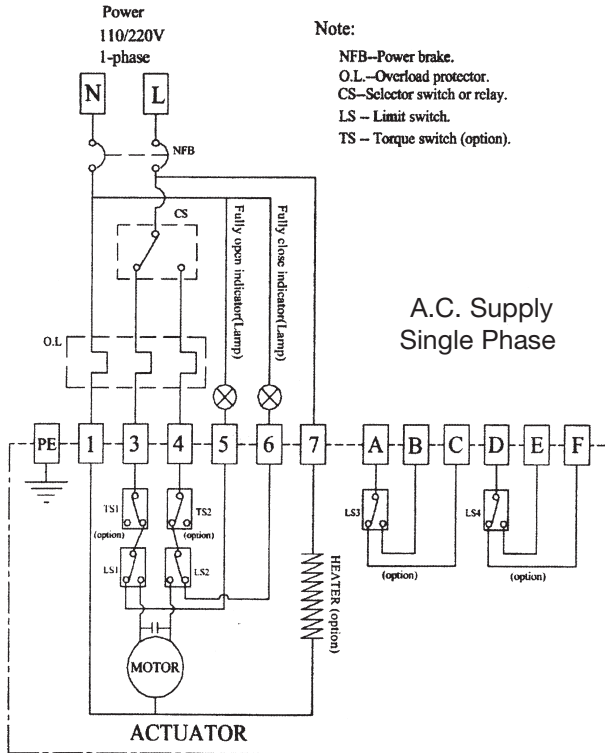 Power
110/220V
1-phase
Note:
NFB--Power brake.
O.L.--Overload protector.
CS--Selector switch or relay.
LS -- Limit switch.
TS -- Torque switch (option).
N
L
NFB
CS
Fully open indicator(Lamp)
Fully close indicator(Lamp)
A.C. Supply
Single Phase
O.L
PE
1
3
4
5
6
7
A
B
C
D
E
F
TS1
(option)
TS2
(option)
LS3
LS4
LS1
LS2
(option)
(option)
HEATER (option)
MOTOR
ACTUATOR